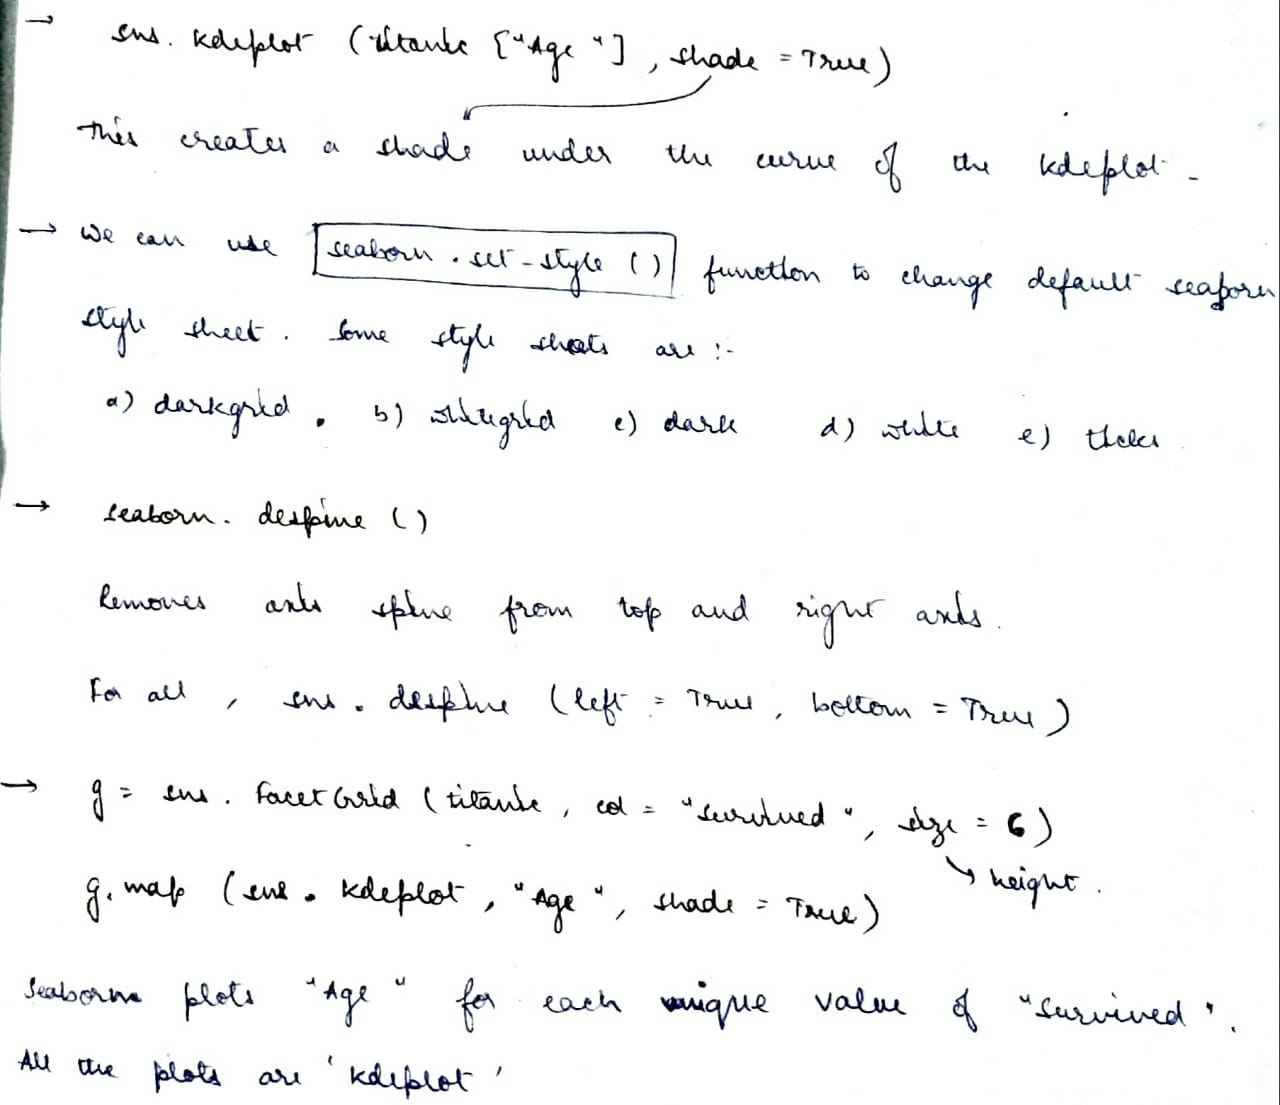 → sns. kdeplot (titanic ["Age"], shade = True)
This creates a shade under the curve of the kdeplot.
→ We can use seaborn.set-style () function to change default seaborn
style sheet. Some style sheets are :-
a) darkgrid. b) whitegrid c) dark d) white e) ticks
→ seaborn. despine ()
Removes axis spine from top and right axis.
For all, sns. despine (left = True, bottom = True)
→ g = sns. FacetGrid (titanic, col = "survived", size = 6)
↘ height.
g. map (sns. kdeplot, "Age", shade = True)
Seaborn plots "Age" for each unique value of "survived".
All the plots are 'kdeplot'